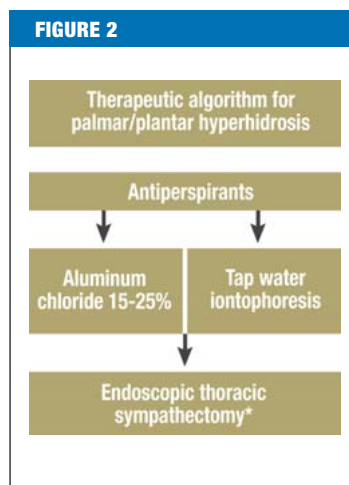 FIGURE 2
Therapeutic algorithm for
palmar/plantar hyperhidrosis
Antiperspirants
Aluminum
chloride 15-25%
Tap water
iontophoresis
Endoscopic thoracic
sympathectomy*